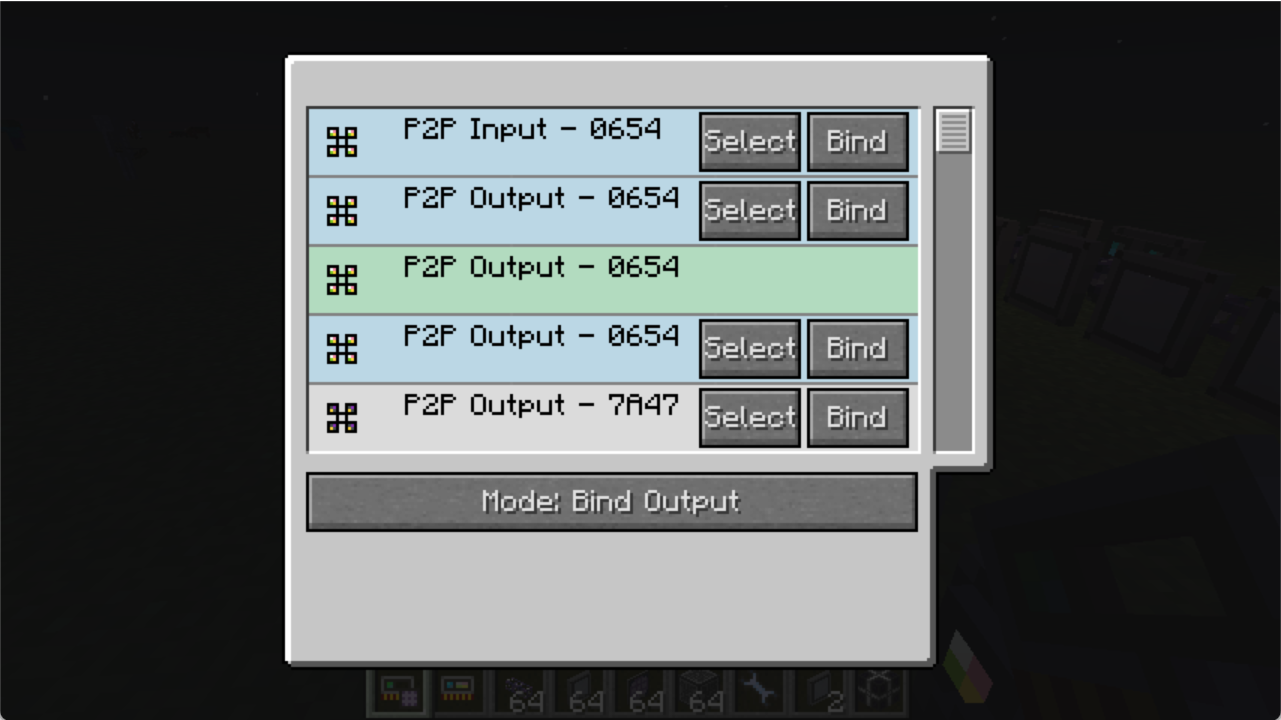 P2P Input - 0654
Select Bind
P2P Output - 0654
Select Bind
P2P Output - 0654
P2P Output - 0654
Select Bind
P2P Output - 7A47
Select Bind
Mode: Bind Output
64 64 64 64 2